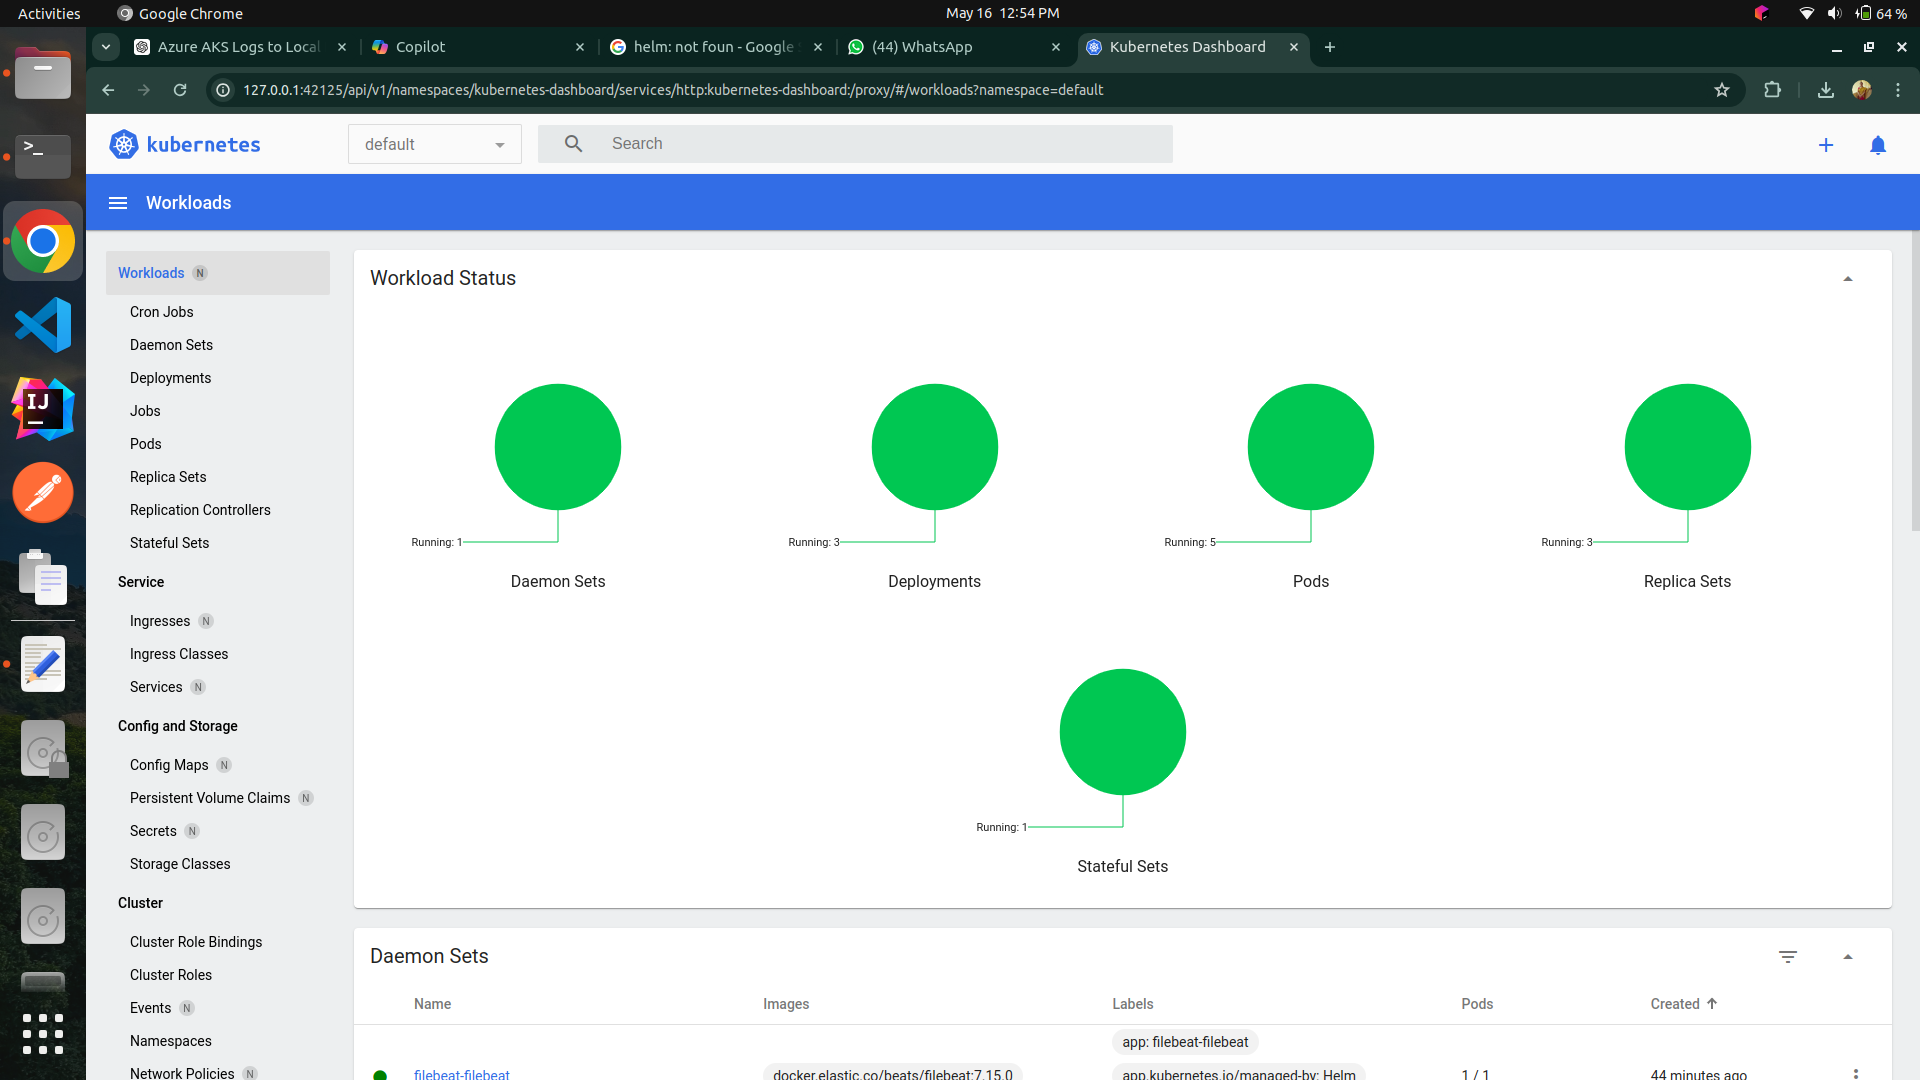 Activities
Google Chrome
May 16  12:54 PM
64 %
Azure AKS Logs to Local
Copilot
helm: not foun - Google
(44) WhatsApp
Kubernetes Dashboard
127.0.0.1:42125/api/v1/namespaces/kubernetes-dashboard/services/http:kubernetes-dashboard:/proxy/#/workloads?namespace=default
kubernetes
default
Search
Workloads
Workloads N
Cron Jobs
Daemon Sets
Deployments
Jobs
Pods
Replica Sets
Replication Controllers
Stateful Sets
Service
Ingresses N
Ingress Classes
Services N
Config and Storage
Config Maps N
Persistent Volume Claims N
Secrets N
Storage Classes
Cluster
Cluster Role Bindings
Cluster Roles
Events N
Namespaces
Network Policies N
Workload Status
Running: 1
Daemon Sets
Running: 3
Deployments
Running: 5
Pods
Running: 3
Replica Sets
Running: 1
Stateful Sets
Daemon Sets
Name
Images
Labels
Pods
Created
app: filebeat-filebeat
filebeat-filebeat
docker.elastic.co/beats/filebeat:7.15.0
app.kubernetes.io/managed-by: Helm
1 / 1
44 minutes ago
>_
IJ